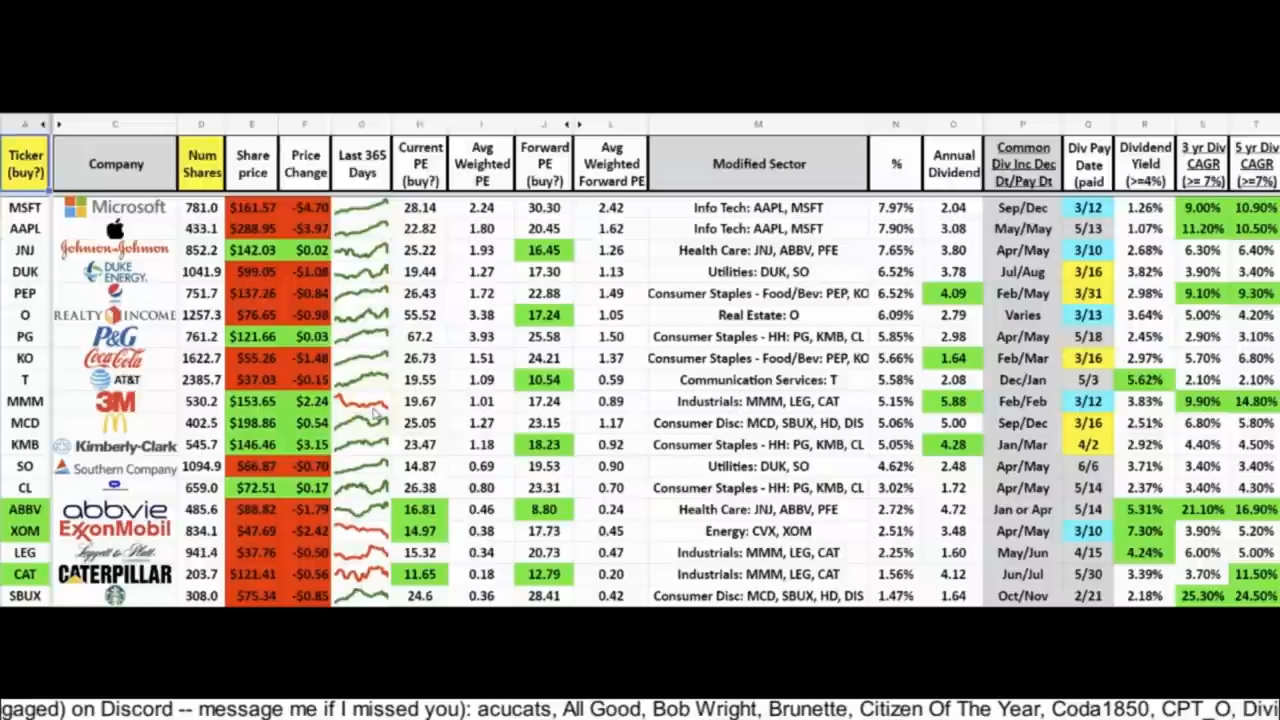 A C D E F G H I J L M N O P Q R S T
Ticker (buy?) Company Num Shares Share price Price Change Last 365 Days Current PE (buy?) Avg Weighted PE Forward PE (buy?) Avg Weighted Forward PE Modified Sector % Annual Dividend Common Div Inc Dec Dt/Pay Dt Div Pay Date (paid Dividend Yield (>=4%) 3 yr Div CAGR (>= 7%) 5 yr Div CAGR (>=7%)
MSFT Microsoft 781.0 $161.57 -$4.70 28.14 2.24 30.30 2.42 Info Tech: AAPL, MSFT 7.97% 2.04 Sep/Dec 3/12 1.26% 9.00% 10.90%
AAPL 433.1 $288.95 -$3.97 22.82 1.80 20.45 1.62 Info Tech: AAPL, MSFT 7.90% 3.08 May/May 5/13 1.07% 11.20% 10.50%
JNJ Johnson & Johnson 852.2 $142.03 $0.02 25.22 1.93 16.45 1.26 Health Care: JNJ, ABBV, PFE 7.65% 3.80 Apr/May 3/10 2.68% 6.30% 6.40%
DUK DUKE ENERGY. 1041.9 $99.05 -$1.08 19.44 1.27 17.30 1.13 Utilities: DUK, SO 6.52% 3.78 Jul/Aug 3/16 3.82% 3.90% 3.40%
PEP 751.7 $137.26 -$0.84 26.43 1.72 22.88 1.49 Consumer Staples - Food/Bev: PEP, KO 6.52% 4.09 Feb/May 3/31 2.98% 9.10% 9.30%
O REALTY INCOME 1257.3 $76.65 -$0.98 55.52 3.38 17.24 1.05 Real Estate: O 6.09% 2.79 Varies 3/13 3.64% 5.00% 4.20%
PG P&G 761.2 $121.66 $0.03 67.2 3.93 25.58 1.50 Consumer Staples - HH: PG, KMB, CL 5.85% 2.98 Apr/May 5/18 2.45% 2.90% 3.10%
KO Coca-Cola 1622.7 $55.26 -$1.48 26.73 1.51 24.21 1.37 Consumer Staples - Food/Bev: PEP, KO 5.66% 1.64 Feb/Mar 3/16 2.97% 5.70% 6.80%
T AT&T 2385.7 $37.03 -$0.15 19.55 1.09 10.54 0.59 Communication Services: T 5.58% 2.08 Dec/Jan 5/3 5.62% 2.10% 2.10%
MMM 3M 530.2 $153.65 $2.24 19.67 1.01 17.24 0.89 Industrials: MMM, LEG, CAT 5.15% 5.88 Feb/Feb 3/12 3.83% 9.90% 14.80%
MCD 402.5 $198.86 $0.54 25.05 1.27 23.15 1.17 Consumer Disc: MCD, SBUX, HD, DIS 5.06% 5.00 Sep/Dec 3/16 2.51% 6.80% 5.80%
KMB Kimberly-Clark 545.7 $146.46 $3.15 23.47 1.18 18.23 0.92 Consumer Staples - HH: PG, KMB, CL 5.05% 4.28 Jan/Mar 4/2 2.92% 4.40% 4.50%
SO Southern Company 1094.9 $66.87 -$0.70 14.87 0.69 19.53 0.90 Utilities: DUK, SO 4.62% 2.48 Apr/May 6/6 3.71% 3.40% 3.40%
CL 659.0 $72.51 $0.17 26.38 0.80 23.31 0.70 Consumer Staples - HH: PG, KMB, CL 3.02% 1.72 Apr/May 5/14 2.37% 3.40% 4.30%
ABBV abbvie 485.6 $88.82 -$1.79 16.81 0.46 8.80 0.24 Health Care: JNJ, ABBV, PFE 2.72% 4.72 Jan or Apr 5/14 5.31% 21.10% 16.90%
XOM ExxonMobil 834.1 $47.69 -$2.42 14.97 0.38 17.73 0.45 Energy: CVX, XOM 2.51% 3.48 Apr/May 3/10 7.30% 3.90% 5.20%
LEG Leggett & Platt 941.4 $37.76 -$0.50 15.32 0.34 20.73 0.47 Industrials: MMM, LEG, CAT 2.25% 1.60 May/Jun 4/15 4.24% 6.00% 5.00%
CAT CATERPILLAR 203.7 $121.41 -$0.56 11.65 0.18 12.79 0.20 Industrials: MMM, LEG, CAT 1.56% 4.12 Jun/Jul 5/30 3.39% 3.70% 11.50%
SBUX 308.0 $75.34 -$0.85 24.6 0.36 28.41 0.42 Consumer Disc: MCD, SBUX, HD, DIS 1.47% 1.64 Oct/Nov 2/21 2.18% 25.30% 24.50%
gaged) on Discord -- message me if I missed you): acucats, All Good, Bob Wright, Brunette, Citizen Of The Year, Coda1850, CPT_O, Divi